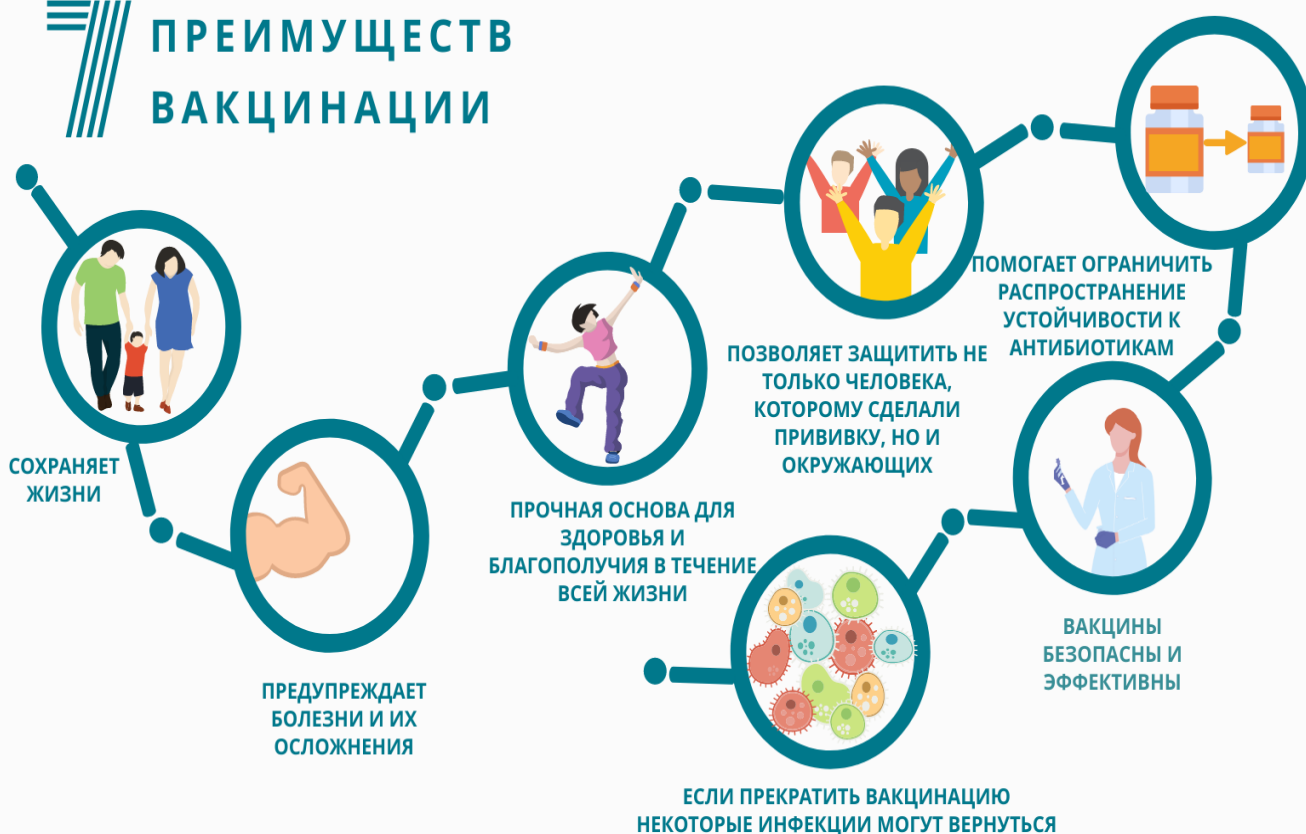 7 ПРЕИМУЩЕСТВ
ВАКЦИНАЦИИ
СОХРАНЯЕТ
ЖИЗНИ
ПРЕДУПРЕЖДАЕТ
БОЛЕЗНИ И ИХ
ОСЛОЖНЕНИЯ
ПРОЧНАЯ ОСНОВА ДЛЯ
ЗДОРОВЬЯ И
БЛАГОПОЛУЧИЯ В ТЕЧЕНИЕ
ВСЕЙ ЖИЗНИ
ПОЗВОЛЯЕТ ЗАЩИТИТЬ НЕ
ТОЛЬКО ЧЕЛОВЕКА,
КОТОРОМУ СДЕЛАЛИ
ПРИВИВКУ, НО И
ОКРУЖАЮЩИХ
ПОМОГАЕТ ОГРАНИЧИТЬ
РАСПРОСТРАНЕНИЕ
УСТОЙЧИВОСТИ К
АНТИБИОТИКАМ
ВАКЦИНЫ
БЕЗОПАСНЫ И
ЭФФЕКТИВНЫ
ЕСЛИ ПРЕКРАТИТЬ ВАКЦИНАЦИЮ
НЕКОТОРЫЕ ИНФЕКЦИИ МОГУТ ВЕРНУТЬСЯ